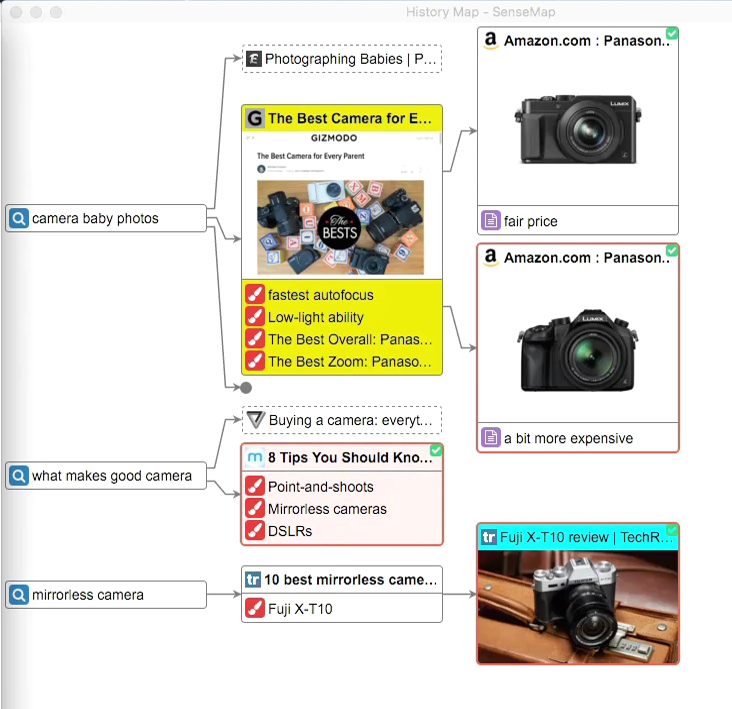 History Map - SenseMap
camera baby photos
Photographing Babies | P...
The Best Camera for E...
GIZMODO
The Best Camera for Every Parent
The
BESTS
fastest autofocus
Low-light ability
The Best Overall: Panas...
The Best Zoom: Panaso...
Amazon.com : Panason..
LUMIX
fair price
Amazon.com : Panason..
LUMIX
a bit more expensive
what makes good camera
Buying a camera: everyt...
8 Tips You Should Kno...
Point-and-shoots
Mirrorless cameras
DSLRs
mirrorless camera
tr 10 best mirrorless came...
Fuji X-T10
tr Fuji X-T10 review | TechR...